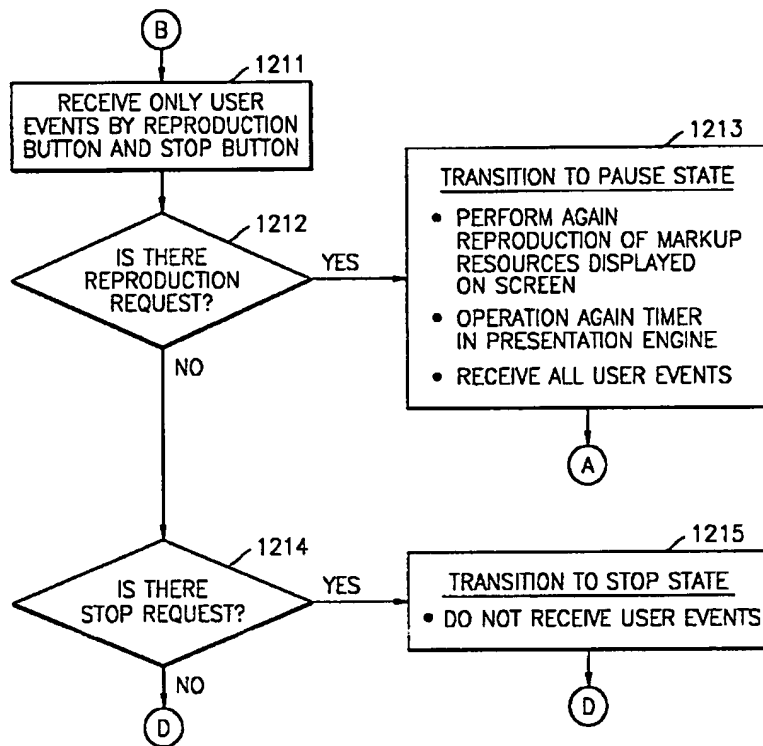 B
1211
RECEIVE ONLY USER
EVENTS BY REPRODUCTION
BUTTON AND STOP BUTTON
1212
IS THERE
REPRODUCTION
REQUEST?
YES
NO
1213
TRANSITION TO PAUSE STATE
• PERFORM AGAIN
REPRODUCTION OF MARKUP
RESOURCES DISPLAYED
ON SCREEN
• OPERATION AGAIN TIMER
IN PRESENTATION ENGINE
• RECEIVE ALL USER EVENTS
A
1214
IS THERE
STOP REQUEST?
YES
NO
D
1215
TRANSITION TO STOP STATE
• DO NOT RECEIVE USER EVENTS
D